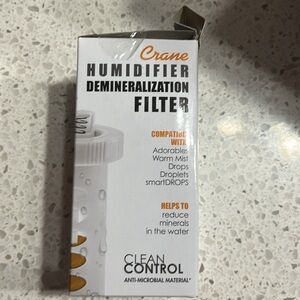 Crane
HUMIDIFIER
DEMINERALIZATION
FILTER
COMPATIBLE
WITH
Adorables
Warm Mist
Drops
Droplets
smartDROPS
HELPS TO
reduce
minerals
in the water
CLEAN
CONTROL
ANTI-MICROBIAL MATERIAL*